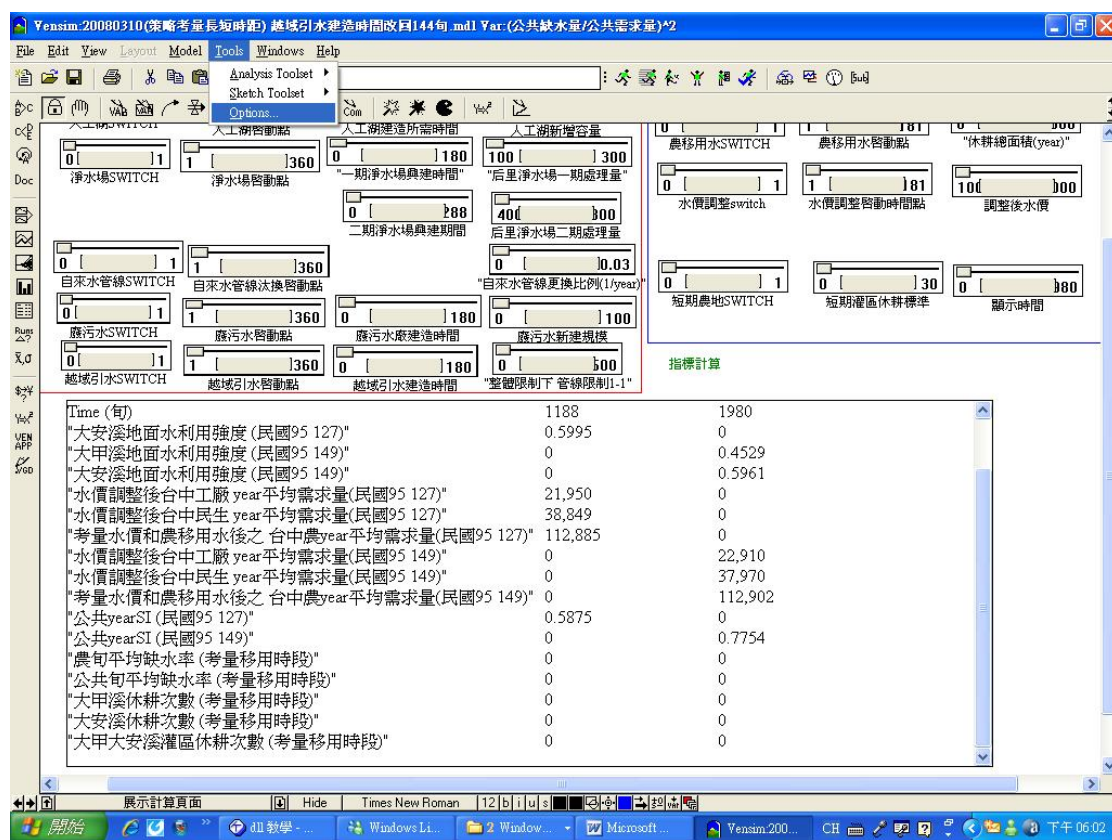 Vensim:20080310(策略考量長短時距) 越域引水建造時間改回144旬.mdl Var:(公共缺水量/公共需求量)^2
File Edit View Layout Model Tools Windows Help
Analysis Toolset
Sketch Toolset
Options...
Doc
Runs
VEN APP
人工湖SWITCH 人工湖啓動點 人工湖建造所需時間 人工湖新增容量
0 1 1 360 0 180 100 300
淨水場SWITCH 淨水場啓動點 "一期淨水場興建時間" "后里淨水場一期處理量"
0 288 400 300
二期淨水場興建期間 后里淨水場二期處理量
0 1 1 360 0 0.03
自來水管線SWITCH 自來水管線汰換啓動點 "自來水管線更換比例(1/year)"
0 1 1 360 0 180 0 100
廢污水SWITCH 廢污水啓動點 廢污水廠建造時間 廢污水新建規模
0 1 1 360 0 180 0 500
越域引水SWITCH 越域引水啓動點 越域引水建造時間 "整體限制下 管線限制1-1"
農移用水SWITCH 農移用水啓動點 "休耕總面積(year)"
0 1 1 81 100 300
水價調整switch 水價調整啓動時間點 調整後水價
0 1 0 30 0 980
短期農地SWITCH 短期灌區休耕標準 顯示時間
指標計算
Time (旬) 1188 1980
"大安溪地面水利用強度 (民國95 127)" 0.5995 0
"大甲溪地面水利用強度 (民國95 149)" 0 0.4529
"大安溪地面水利用強度 (民國95 149)" 0 0.5961
"水價調整後台中工廠 year平均需求量(民國95 127)" 21,950 0
"水價調整後台中民生 year平均需求量(民國95 127)" 38,849 0
"考量水價和農移用水後之 台中農year平均需求量(民國95 127)" 112,885 0
"水價調整後台中工廠 year平均需求量(民國95 149)" 0 22,910
"水價調整後台中民生 year平均需求量(民國95 149)" 0 37,970
"考量水價和農移用水後之 台中農year平均需求量(民國95 149)" 0 112,902
"公共yearSI (民國95 127)" 0.5875 0
"公共yearSI (民國95 149)" 0 0.7754
"農旬平均缺水率 (考量移用時段)" 0 0
"公共旬平均缺水率 (考量移用時段)" 0 0
"大甲溪休耕次數 (考量移用時段)" 0 0
"大安溪休耕次數 (考量移用時段)" 0 0
"大甲大安溪灌區休耕次數 (考量移用時段)" 0 0
展示計算頁面 Hide Times New Roman 12 b i u s
開始 dll 教學 - ... Windows Li... 2 Window... Microsoft ... Vensim:200... CH 下午 06:02